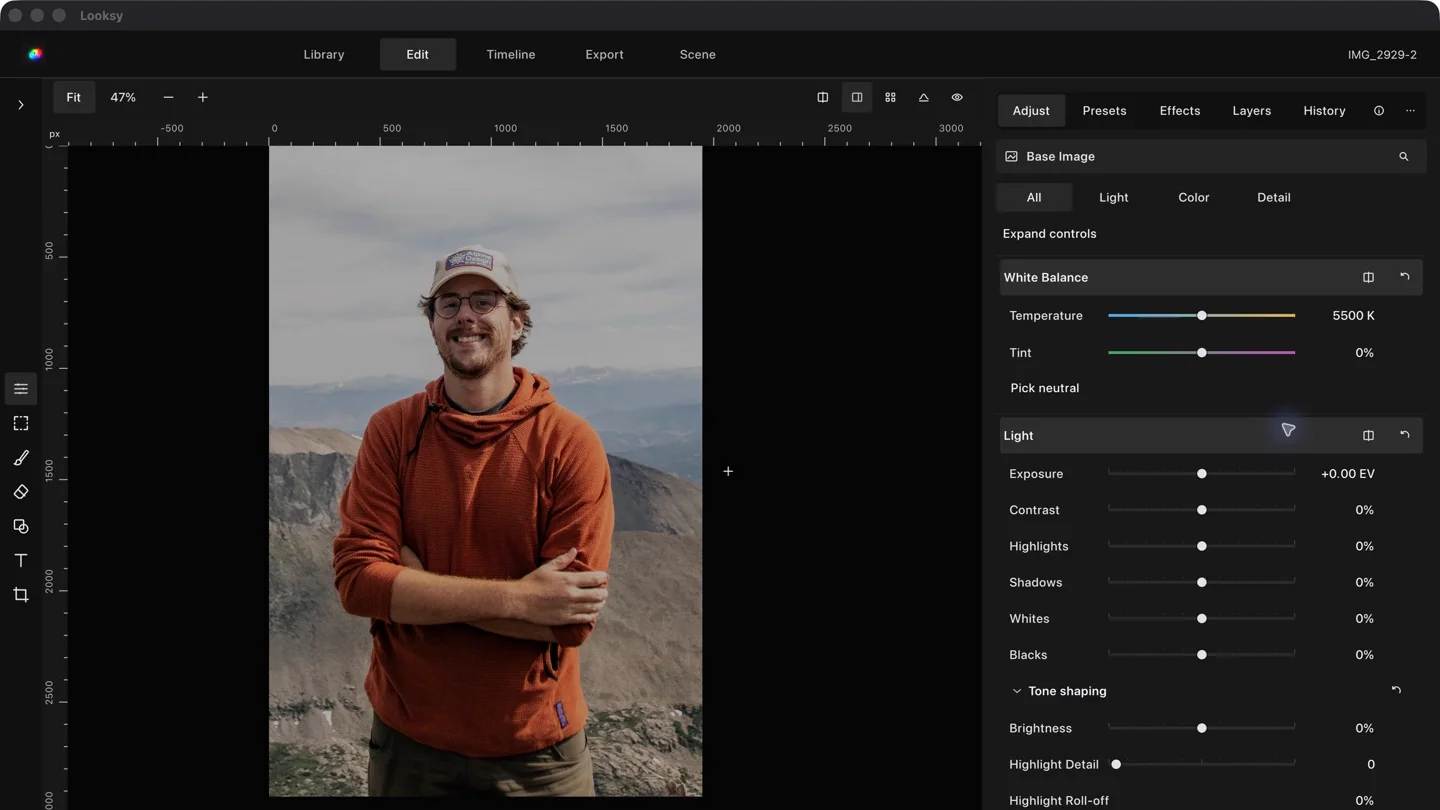 Looksy
Library Edit Timeline Export Scene IMG_2929-2
Fit 47%
px -500 0 500 1000 1500 2000 2500 3000
500
1000
1500
2000
2500
Adjust Presets Effects Layers History
Base Image
All Light Color Detail
Expand controls
White Balance
Temperature 5500 K
Tint 0%
Pick neutral
Light
Exposure +0.00 EV
Contrast 0%
Highlights 0%
Shadows 0%
Whites 0%
Blacks 0%
Tone shaping
Brightness 0%
Highlight Detail 0
Highlight Roll-off 0%